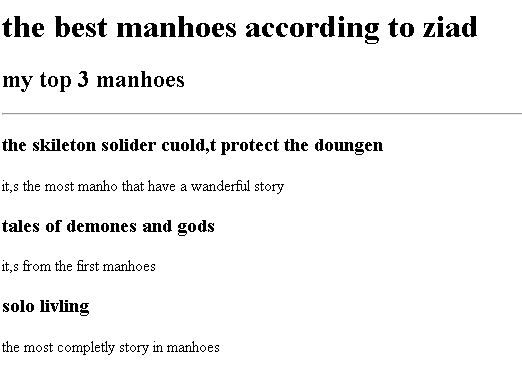 the best manhoes according to ziad
my top 3 manhoes
the skileton solider cuold,t protect the doungen
it,s the most manho that have a wanderful story
tales of demones and gods
it,s from the first manhoes
solo livling
the most completly story in manhoes